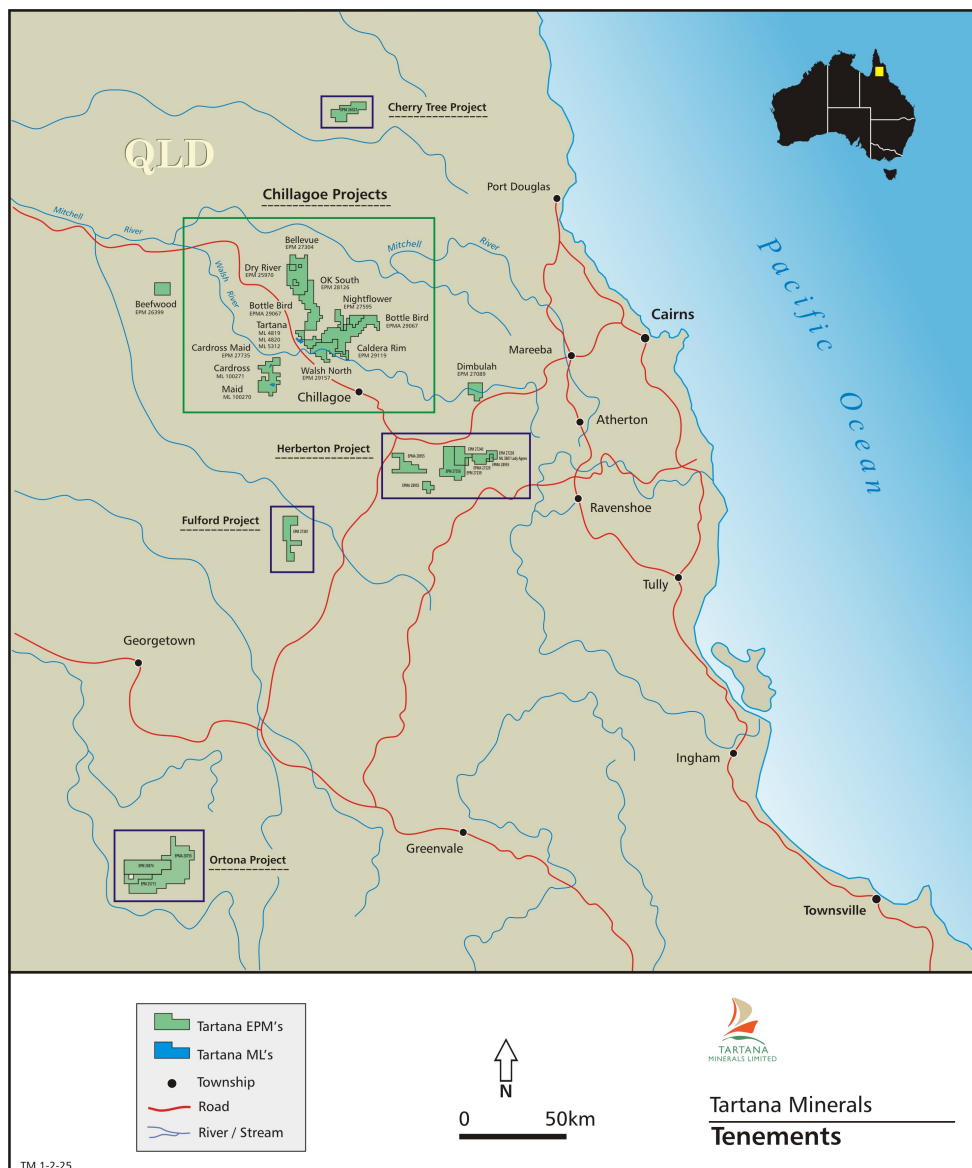 Cherry Tree Project
QLD
Chillagoe Projects
Port Douglas
Mitchell
River
Mitchell
River
Bellevue
EPM 27304
Dry River
EPM 25970
Walsh
River
OK South
EPM 28126
Beefwood
EPM 26399
Bottle Bird
EPMA 29067
Nightflower
EPM 27595
Bottle Bird
EPMA 29067
Tartana
ML 4819
ML 4820
ML 5312
Cardross Maid
EPM 27735
Caldera Rim
EPM 29119
Cardross
ML 100271
Walsh North
EPM 29157
Maid
ML 100270
Chillagoe
Dimbulah
EPM 27089
Mareeba
Cairns
Pacific
Ocean
Atherton
Herberton Project
Ravenshoe
Fulford Project
Tully
Georgetown
Ingham
Greenvale
Ortona Project
Townsville
Tartana EPM's
Tartana ML's
Township
Road
River / Stream
N
0 50km
TARTANA
MINERALS LIMITED
Tartana Minerals
Tenements
TM 1-2-25